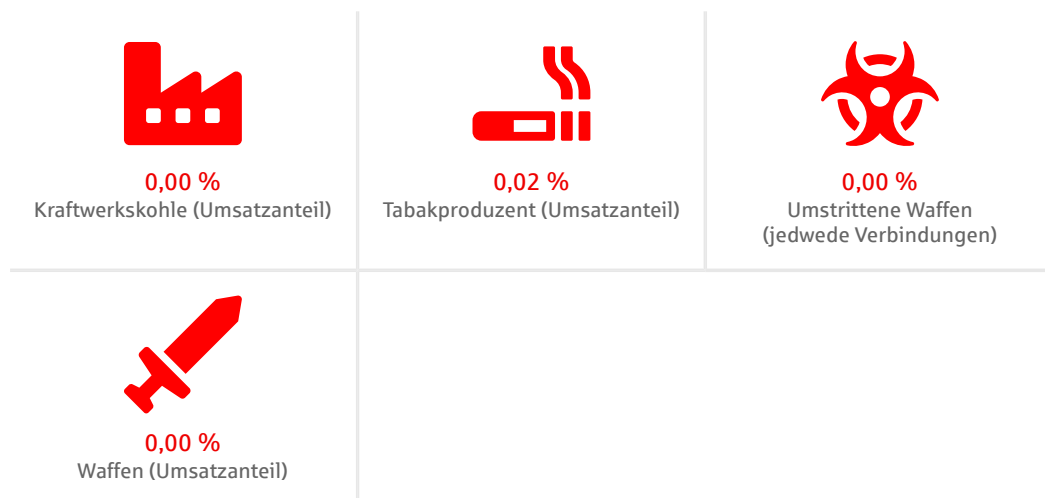 0,00 %
Kraftwerkskohle (Umsatzanteil)
0,02 %
Tabakproduzent (Umsatzanteil)
0,00 %
Umstrittene Waffen
(jedwede Verbindungen)
0,00 %
Waffen (Umsatzanteil)